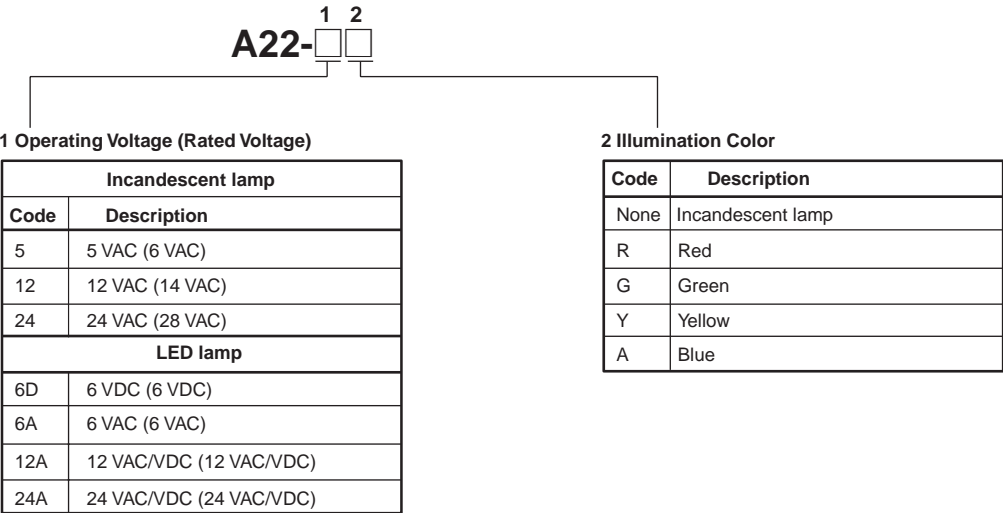 1 2
A22-
1 Operating Voltage (Rated Voltage)
Incandescent lamp
Code Description
5 5 VAC (6 VAC)
12 12 VAC (14 VAC)
24 24 VAC (28 VAC)
LED lamp
6D 6 VDC (6 VDC)
6A 6 VAC (6 VAC)
12A 12 VAC/VDC (12 VAC/VDC)
24A 24 VAC/VDC (24 VAC/VDC)
2 Illumination Color
Code Description
None Incandescent lamp
R Red
G Green
Y Yellow
A Blue